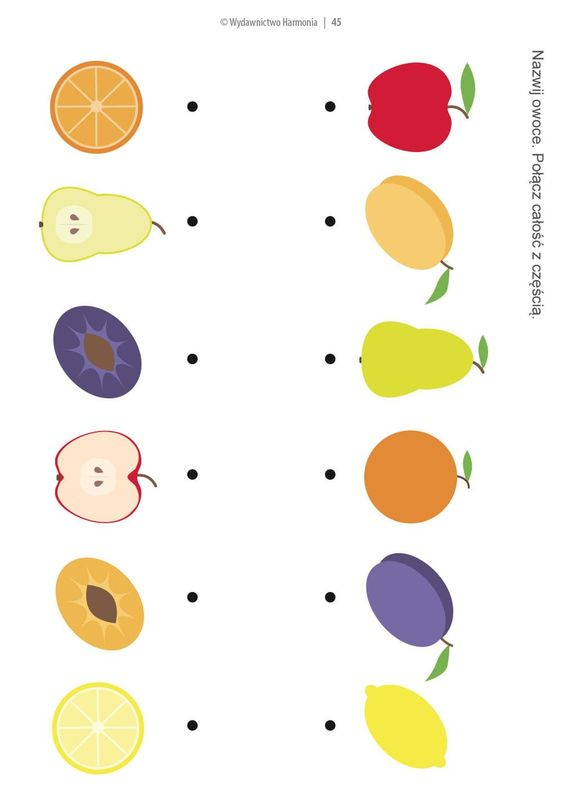 © Wydawnictwo Harmonia | 45
Nazwij owoce. Połącz całość z częścią.